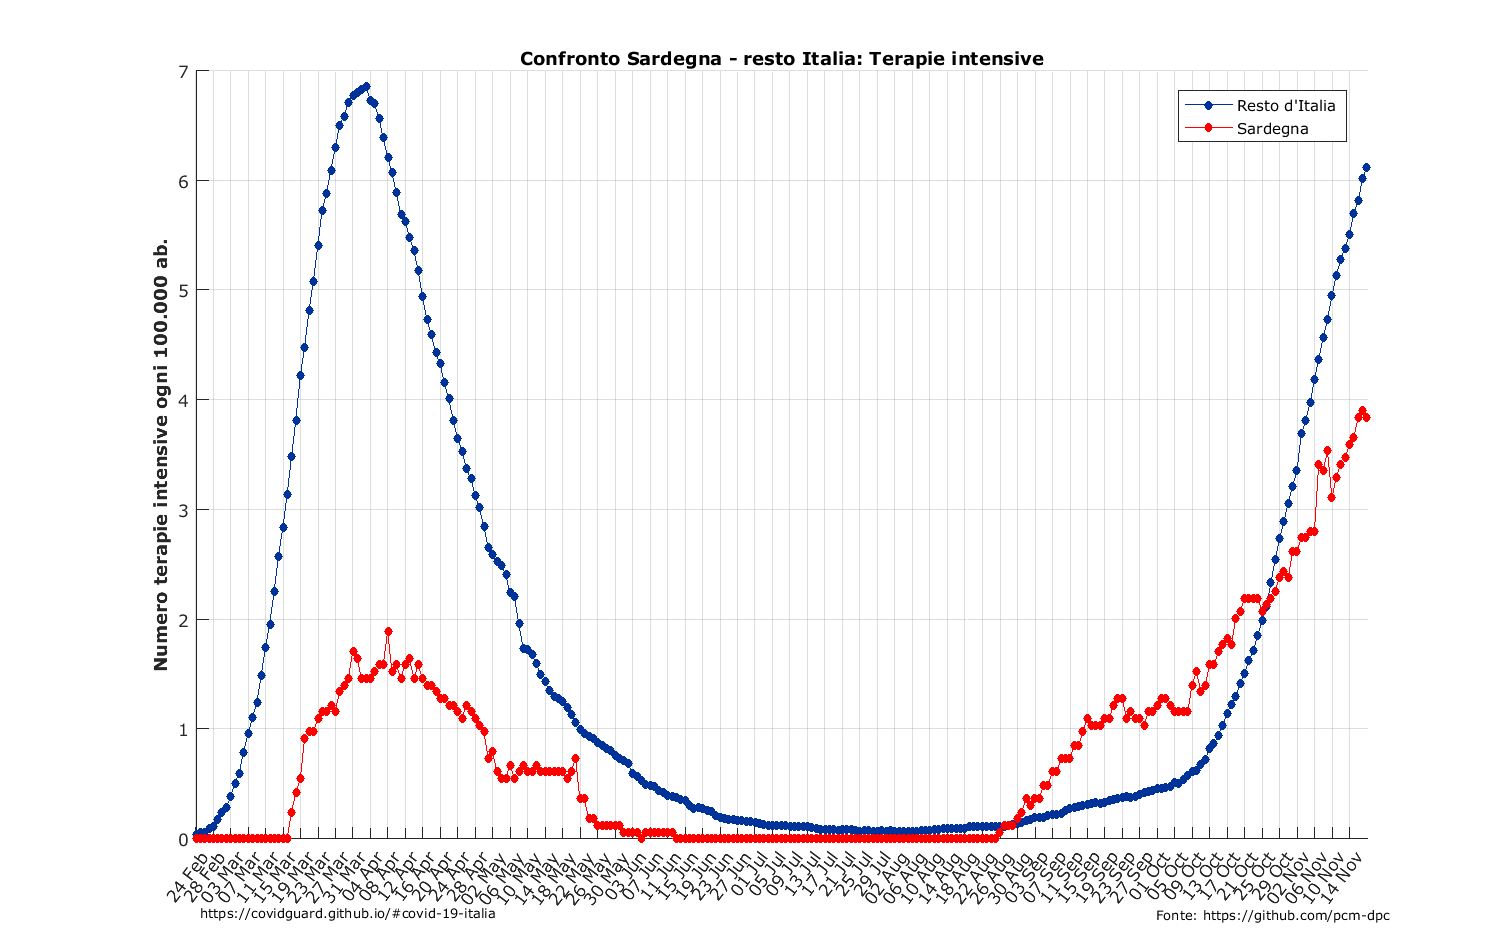 Confronto Sardegna - resto Italia: Terapie intensive
Resto d'Italia
Sardegna
Numero terapie intensive ogni 100.000 ab.
7
6
5
4
3
2
1
0
24 Feb
28 Feb
03 Mar
07 Mar
11 Mar
15 Mar
19 Mar
23 Mar
27 Mar
31 Mar
04 Apr
08 Apr
12 Apr
16 Apr
20 Apr
24 Apr
28 Apr
02 May
06 May
10 May
14 May
18 May
22 May
26 May
30 May
03 Jun
07 Jun
11 Jun
15 Jun
19 Jun
23 Jun
27 Jun
01 Jul
05 Jul
09 Jul
13 Jul
17 Jul
21 Jul
25 Jul
29 Jul
02 Aug
06 Aug
10 Aug
14 Aug
18 Aug
22 Aug
26 Aug
30 Aug
03 Sep
07 Sep
11 Sep
15 Sep
19 Sep
23 Sep
27 Sep
01 Oct
05 Oct
09 Oct
13 Oct
17 Oct
21 Oct
25 Oct
29 Oct
02 Nov
06 Nov
10 Nov
14 Nov
https://covidguard.github.io/#covid-19-italia
Fonte: https://github.com/pcm-dpc